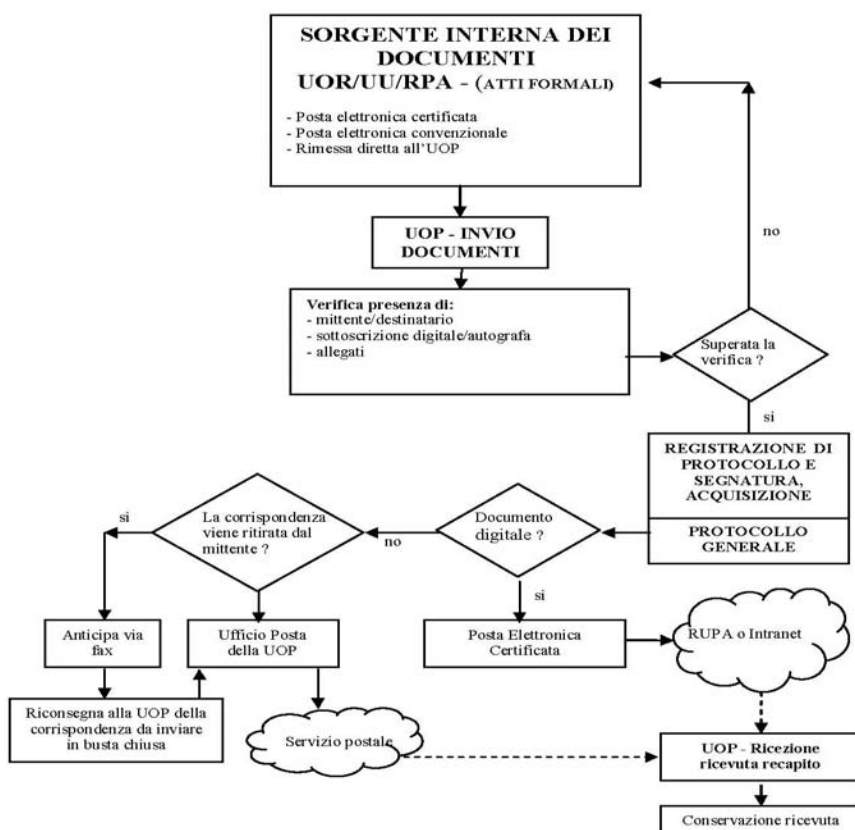 SORGENTE INTERNA DEI
DOCUMENTI
UOR/UU/RPA - (ATTI FORMALI)
- Posta elettronica certificata
- Posta elettronica convenzionale
- Rimessa diretta all'UOP
UOP - INVIO
DOCUMENTI
no
Verifica presenza di:
- mittente/destinatario
- sottoscrizione digitale/autografa
- allegati
Superata la
verifica ?
si
REGISTRAZIONE DI
PROTOCOLLO E
SEGNATURA,
ACQUISIZIONE
PROTOCOLLO
GENERALE
Documento
digitale ?
no
La corrispondenza
viene ritirata dal
mittente ?
si
si
Anticipa via
fax
Ufficio Posta
della UOP
Posta Elettronica
Certificata
RUPA o Intranet
Riconsegna alla UOP della
corrispondenza da inviare
in busta chiusa
Servizio postale
UOP - Ricezione
ricevuta recapito
Conservazione ricevuta